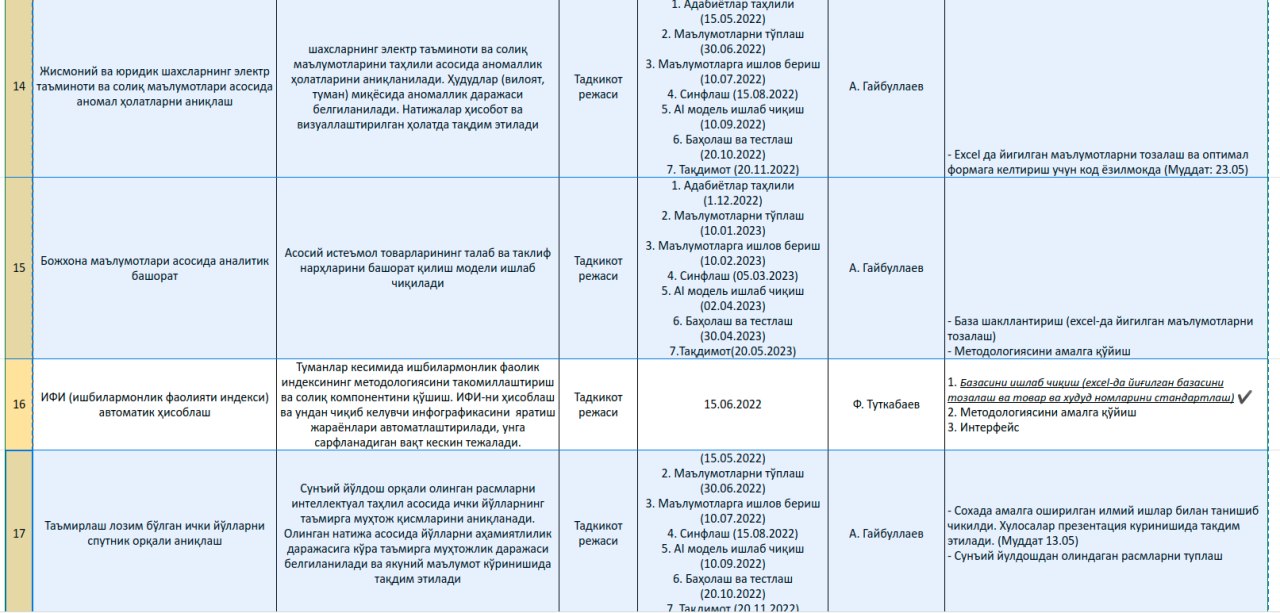 14
Жисмоний ва юридик шахсларнинг электр
таъминоти ва солиқ маълумотлари асосида
аномал ҳолатларни аниқлаш
шахсларнинг электр таъминоти ва солиқ
маълумотларини таҳлили асосида аномаллик
ҳолатларини аниқланилади. Ҳудудлар (вилоят,
туман) миқёсида аномаллик даражаси
белгиланилади. Натижалар ҳисобот ва
визуаллаштирилган ҳолатда тақдим этилади
Тадкикот
режаси
1. Адабиётлар таҳлили
(15.05.2022)
2. Маълумотларни тўплаш
(30.06.2022)
3. Маълумотларга ишлов бериш
(10.07.2022)
4. Синфлаш (15.08.2022)
5. AI модель ишлаб чиқиш
(10.09.2022)
6. Баҳолаш ва тестлаш
(20.10.2022)
7. Тақдимот (20.11.2022)
А. Гайбуллаев
- Excel да йигилган маълумотларни тозалаш ва оптимал
формага келтириш учун код ёзилмокда (Муддат: 23.05)
15
Божхона маълумотлари асосида аналитик
башорат
Асосий истеъмол товарларининг талаб ва таклиф
нарҳларини башорат қилиш модели ишлаб
чиқилади
Тадкикот
режаси
1. Адабиётлар таҳлили
(1.12.2022)
2. Маълумотларни тўплаш
(10.01.2023)
3. Маълумотларга ишлов бериш
(10.02.2023)
4. Синфлаш (05.03.2023)
5. AI модель ишлаб чиқиш
(02.04.2023)
6. Баҳолаш ва тестлаш
(30.04.2023)
7.Тақдимот(20.05.2023)
А. Гайбуллаев
- База шакллантириш (excel-да йигилган маълумотларни
тозалаш)
- Методологиясини амалга қўйиш
16
ИФИ (ишбилармонлик фаолияти индекси)
автоматик ҳисоблаш
Туманлар кесимида ишбилармонлик фаолик
индексининг методологиясини такомиллаштириш
ва солиқ компонентини қўшиш. ИФИ-ни ҳисоблаш
ва ундан чиқиб келувчи инфографикасини яратиш
жараёнлари автоматлаштирилади, унга
сарфланадиган вақт кескин тежалади.
Тадкикот
режаси
15.06.2022
Ф. Туткабаев
1. Базасини ишлаб чиқиш (excel-да йиғилган базасини
тозалаш ва товар ва худуд номларини стандартлаш) ✔
2. Методологиясини амалга қўйиш
3. Интерфейс
17
Таъмирлаш лозим бўлган ички йўлларни
спутник орқали аниқлаш
Сунъий йўлдош орқали олинган расмларни
интеллектуал таҳлил асосида ички йўлларнинг
таъмирга муҳтож қисмларини аниқланади.
Олинган натижа асосида йўлларни аҳамиятлилик
даражасига кўра таъмирга муҳтожлик даражаси
белгиланилади ва якуний маълумот кўринишида
тақдим этилади
Тадкикот
режаси
(15.05.2022)
2. Маълумотларни тўплаш
(30.06.2022)
3. Маълумотларга ишлов бериш
(10.07.2022)
4. Синфлаш (15.08.2022)
5. AI модель ишлаб чиқиш
(10.09.2022)
6. Баҳолаш ва тестлаш
(20.10.2022)
7. Тақдимот (20.11.2022)
А. Гайбуллаев
- Сохада амалга оширилган илмий ишлар билан танишиб
чикилди. Хулосалар презентация куринишида такдим
этилади. (Муддат 13.05)
- Сунъий йулдошдан олиндаган расмларни туплаш